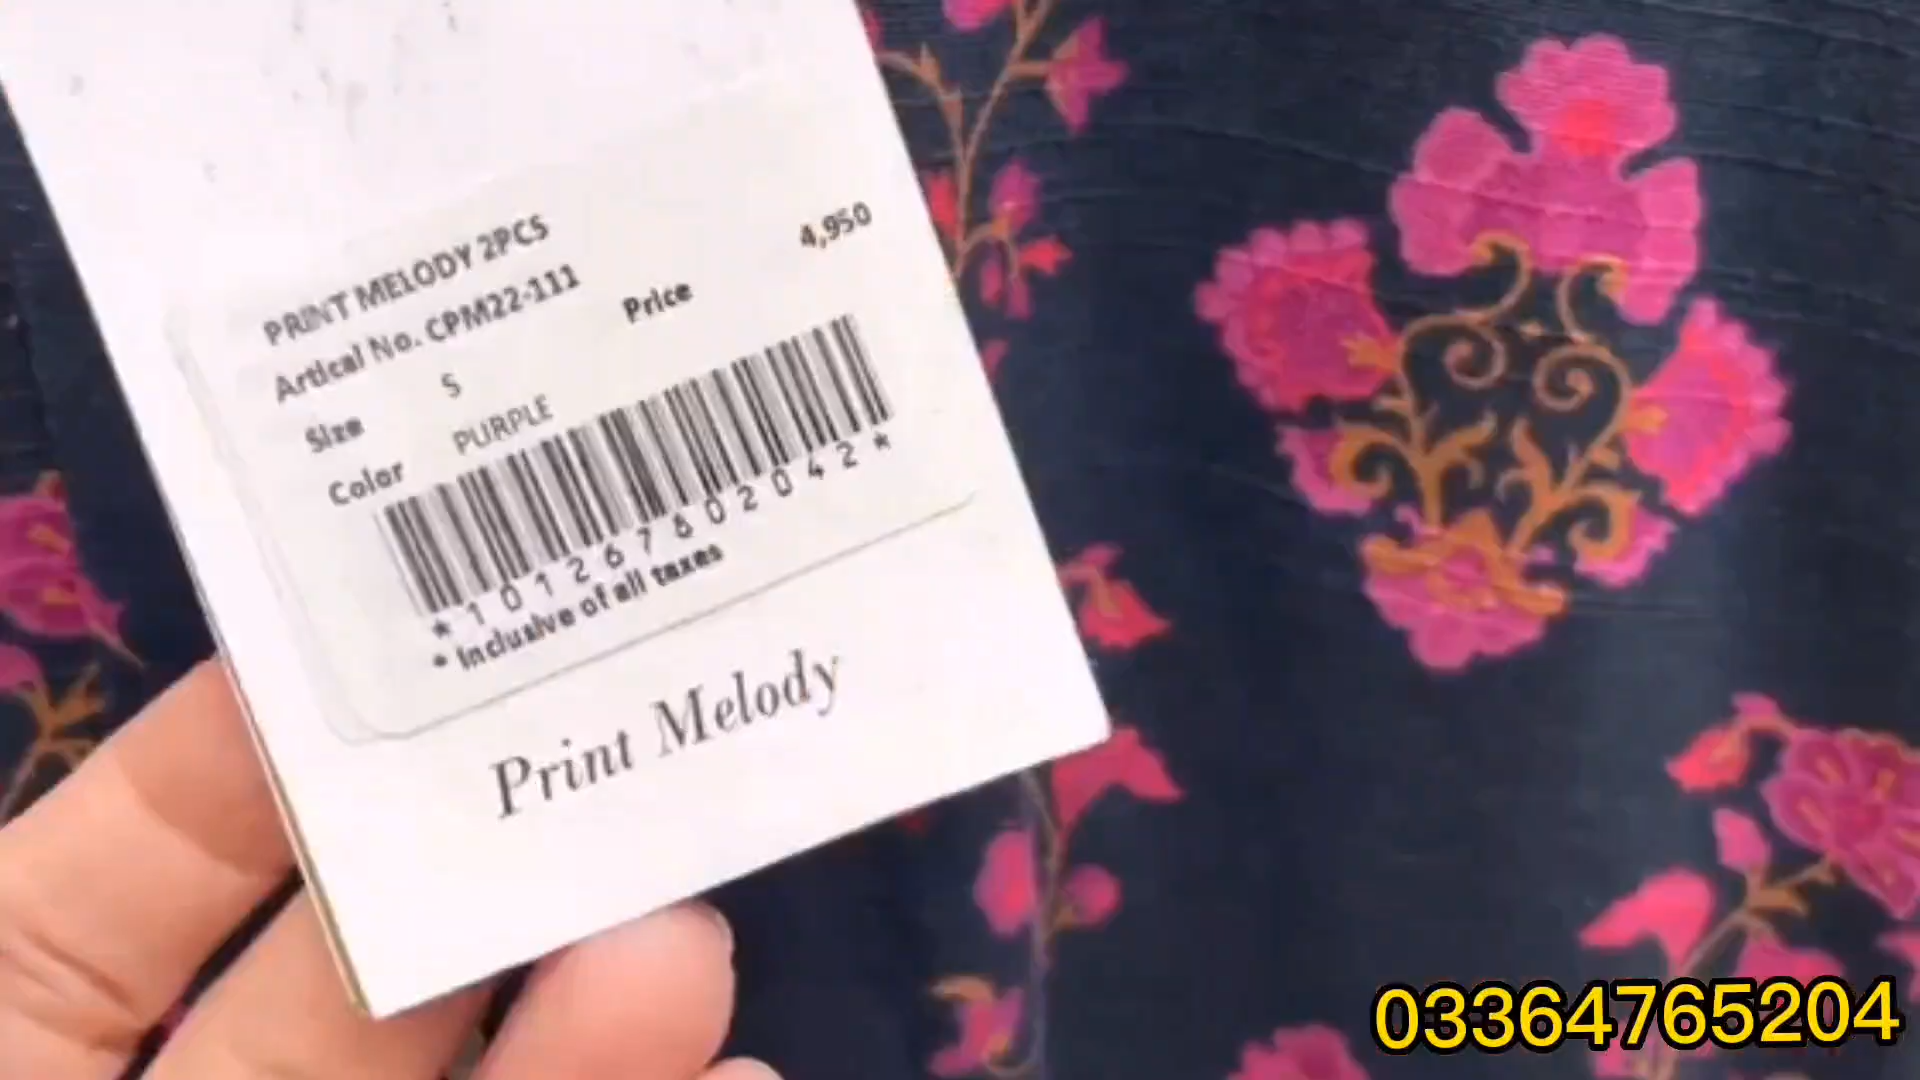 PRINT MELODY 2PCS
Artical No. CPM22-111
Price 4,950
Size S
Color PURPLE
*101267802042*
* Inclusive of all taxes
Print Melody
03364765204